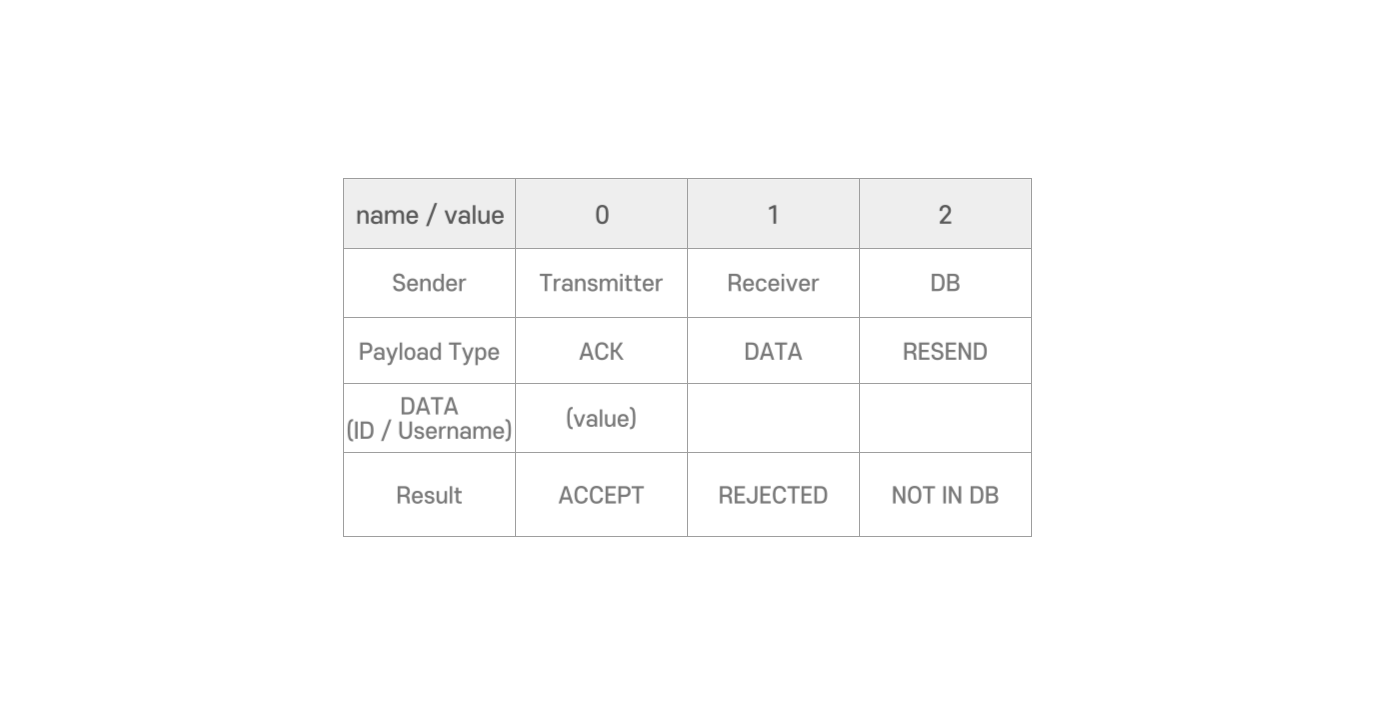 name / value 0 1 2
Sender Transmitter Receiver DB
Payload Type ACK DATA RESEND
DATA
(ID / Username) (value)
Result ACCEPT REJECTED NOT IN DB